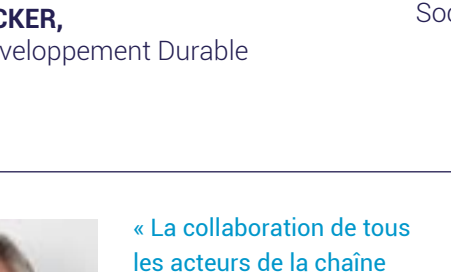 CKER,
veloppement Durable
Soc
« La collaboration de tous
les acteurs de la chaîne